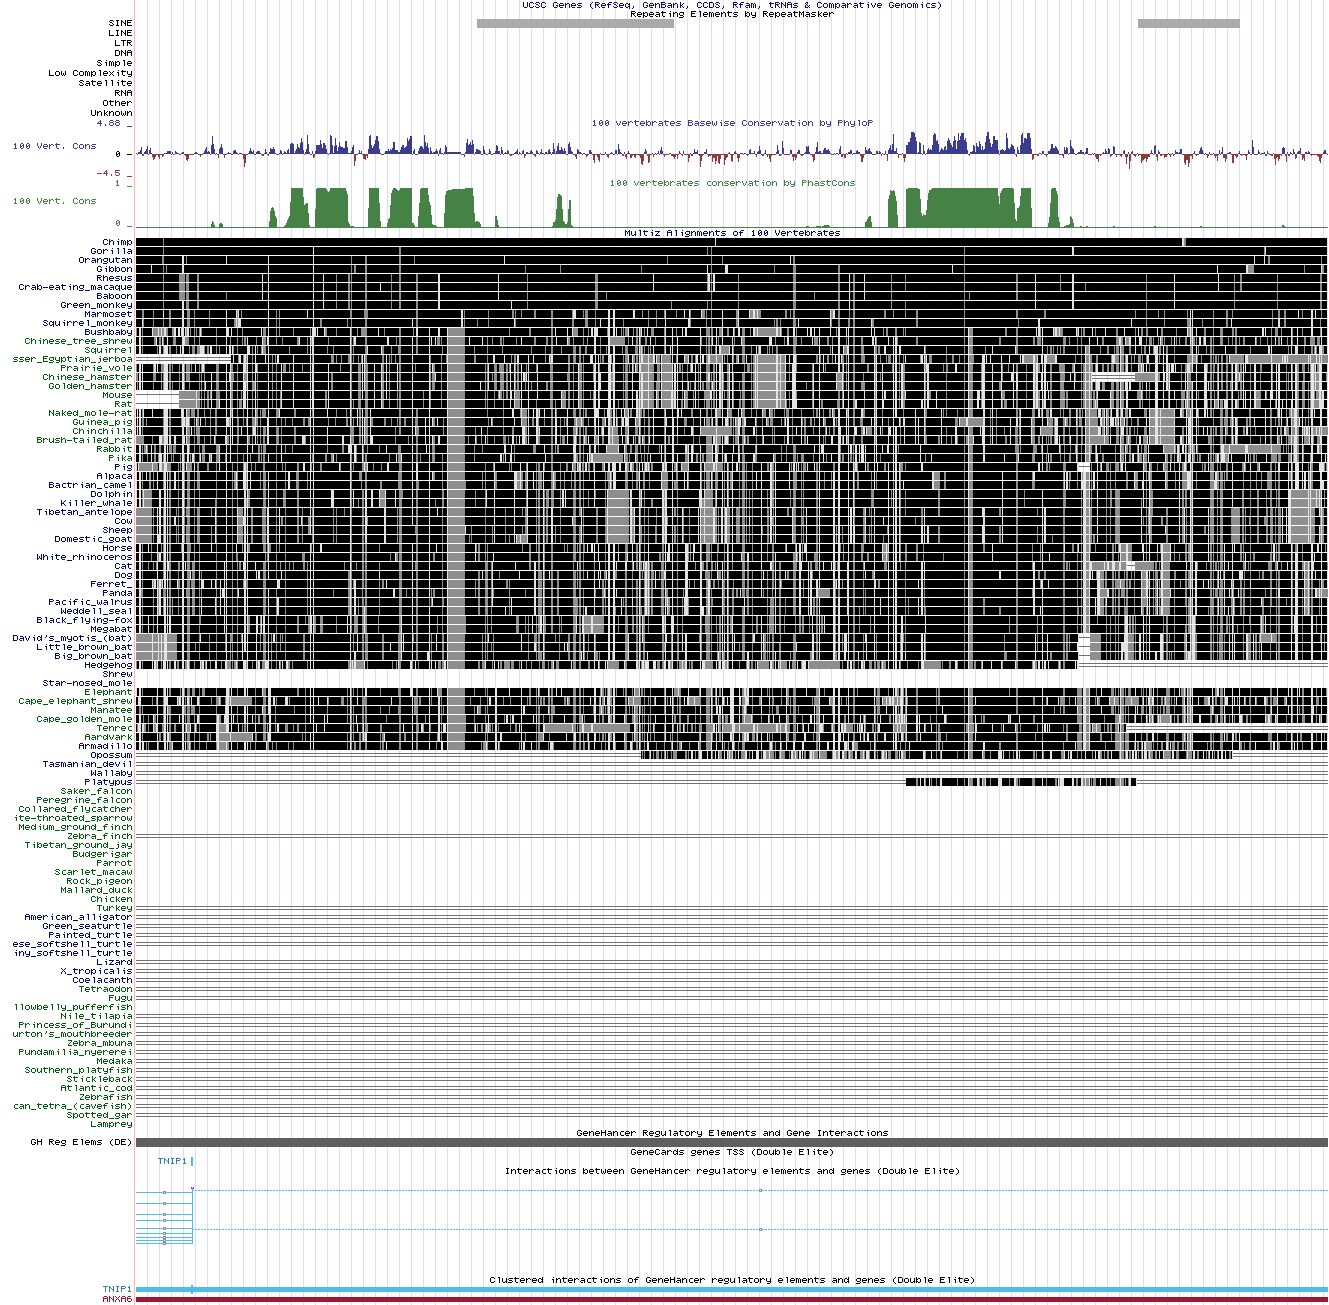 UCSC Genes (RefSeq, GenBank, CCDS, Rfam, tRNAs & Comparative Genomics)
Repeating Elements by RepeatMasker
SINE
LINE
LTR
DNA
Simple
Low Complexity
Satellite
RNA
Other
Unknown
4.88 _
100 vertebrates Basewise Conservation by PhyloP
100 Vert. Cons
0 _
-4.5 _
100 vertebrates conservation by PhastCons
1 _
100 Vert. Cons
0 _
Multiz Alignments of 100 Vertebrates
Chimp
Gorilla
Orangutan
Gibbon
Rhesus
Crab-eating_macaque
Baboon
Green_monkey
Marmoset
Squirrel_monkey
Bushbaby
Chinese_tree_shrew
Squirrel
sser_Egyptian_jerboa
Prairie_vole
Chinese_hamster
Golden_hamster
Mouse
Rat
Naked_mole-rat
Guinea_pig
Chinchilla
Brush-tailed_rat
Rabbit
Pika
Pig
Alpaca
Bactrian_camel
Dolphin
Killer_whale
Tibetan_antelope
Cow
Sheep
Domestic_goat
Horse
White_rhinoceros
Cat
Dog
Ferret_
Panda
Pacific_walrus
Weddell_seal
Black_flying-fox
Megabat
David's_myotis_(bat)
Little_brown_bat
Big_brown_bat
Hedgehog
Shrew
Star-nosed_mole
Elephant
Cape_elephant_shrew
Manatee
Cape_golden_mole
Tenrec
Aardvark
Armadillo
Opossum
Tasmanian_devil
Wallaby
Platypus
Saker_falcon
Peregrine_falcon
Collared_flycatcher
ite-throated_sparrow
Medium_ground_finch
Zebra_finch
Tibetan_ground_jay
Budgerigar
Parrot
Scarlet_macaw
Rock_pigeon
Mallard_duck
Chicken
Turkey
American_alligator
Green_seaturtle
Painted_turtle
ese_softshell_turtle
iny_softshell_turtle
Lizard
X_tropicalis
Coelacanth
Tetraodon
Fugu
llowbelly_pufferfish
Nile_tilapia
Princess_of_Burundi
urton's_mouthbreeder
Zebra_mbuna
Pundamilia_nyererei
Medaka
Southern_platyfish
Stickleback
Atlantic_cod
Zebrafish
can_tetra_(cavefish)
Spotted_gar
Lamprey
GeneHancer Regulatory Elements and Gene Interactions
GH Reg Elems (DE)
GeneCards genes TSS (Double Elite)
TNIP1
Interactions between GeneHancer regulatory elements and genes (Double Elite)
Clustered interactions of GeneHancer regulatory elements and genes (Double Elite)
TNIP1
ANXA6